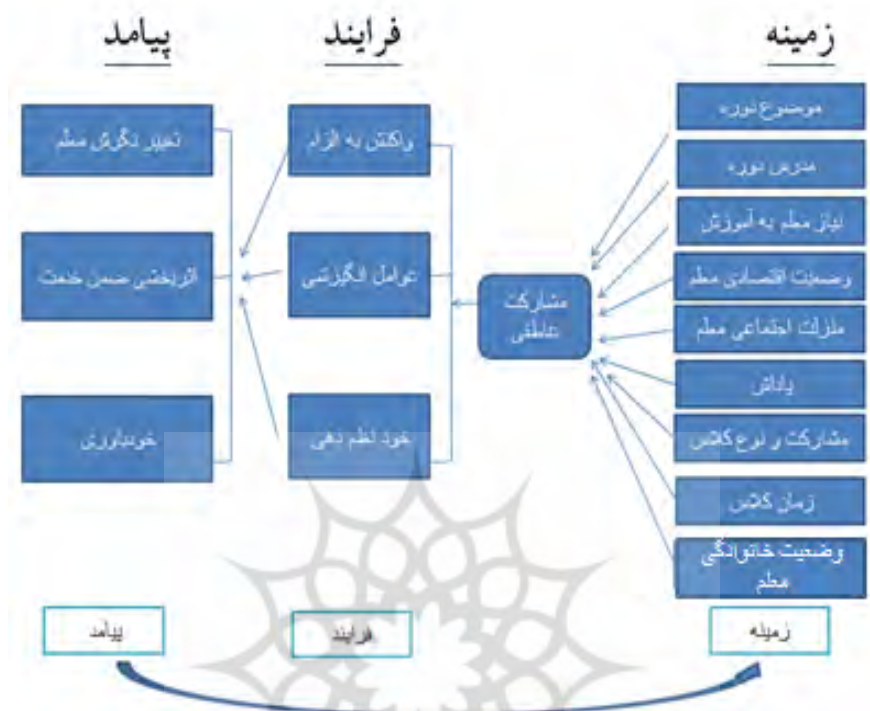 زمینه
فرایند
پیامد
موضوع دوره
مدرس دوره
نیاز معلم به آموزش
وضعیت اقتصادی معلم
منزلت اجتماعی معلم
پاداش
مشارکت و نوع کلاس
زمان کلاس
وضعیت خانوادگی
معلم
مشارکت
عاطفی
واکنش به الزام
عوامل انگیزشی
خود نظم دهی
تغییر نگرش معلم
اثربخشی ضمن خدمت
خودباوری
زمینه
فرایند
پیامد